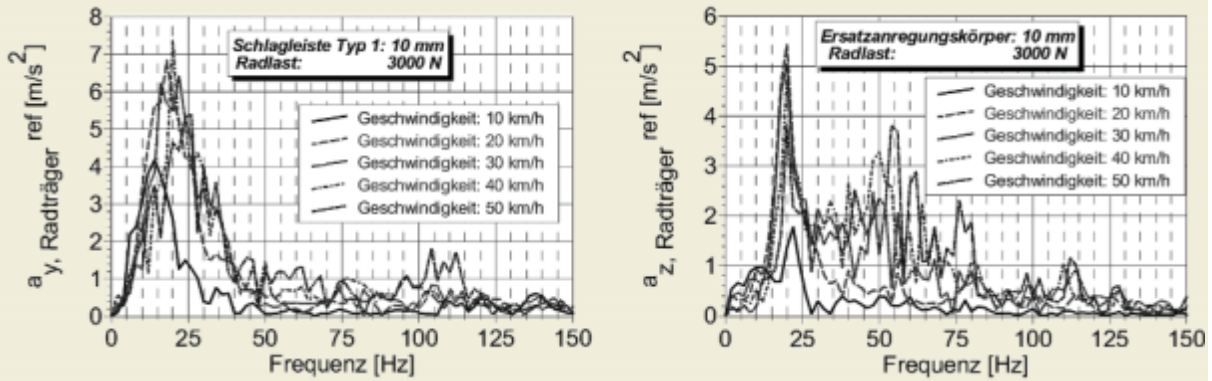 a y, Radträger ref [m/s²]
8
7
6
5
4
3
2
1
0
Schlagleiste Typ 1: 10 mm
Radlast: 3000 N
Geschwindigkeit: 10 km/h
Geschwindigkeit: 20 km/h
Geschwindigkeit: 30 km/h
Geschwindigkeit: 40 km/h
Geschwindigkeit: 50 km/h
0 25 50 75 100 125 150
Frequenz [Hz]
a z, Radträger ref [m/s²]
6
5
4
3
2
1
0
Ersatzanregungskörper: 10 mm
Radlast: 3000 N
Geschwindigkeit: 10 km/h
Geschwindigkeit: 20 km/h
Geschwindigkeit: 30 km/h
Geschwindigkeit: 40 km/h
Geschwindigkeit: 50 km/h
0 25 50 75 100 125 150
Frequenz [Hz]